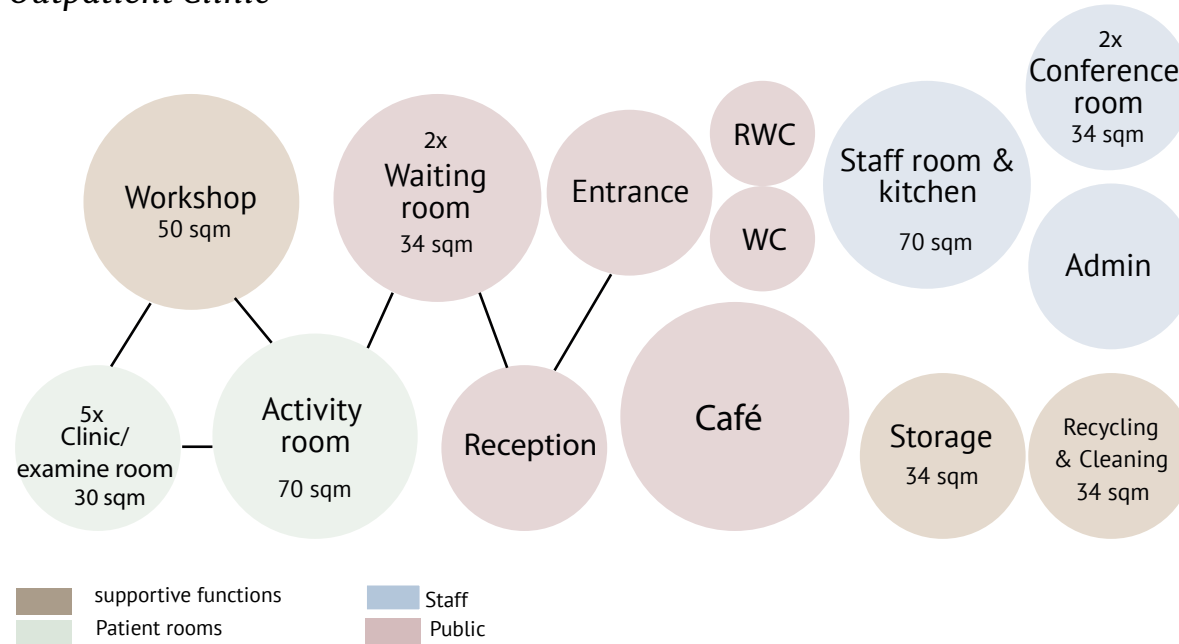 Outpatient Clinic
2x
Conference
room
34 sqm
RWC
2x
Waiting
room
34 sqm
Staff room &
kitchen
70 sqm
Workshop
50 sqm
Entrance
WC
Admin
5x
Clinic/
examine room
30 sqm
Activity
room
70 sqm
Reception
Café
Storage
34 sqm
Recycling
& Cleaning
34 sqm
supportive functions
Staff
Patient rooms
Public